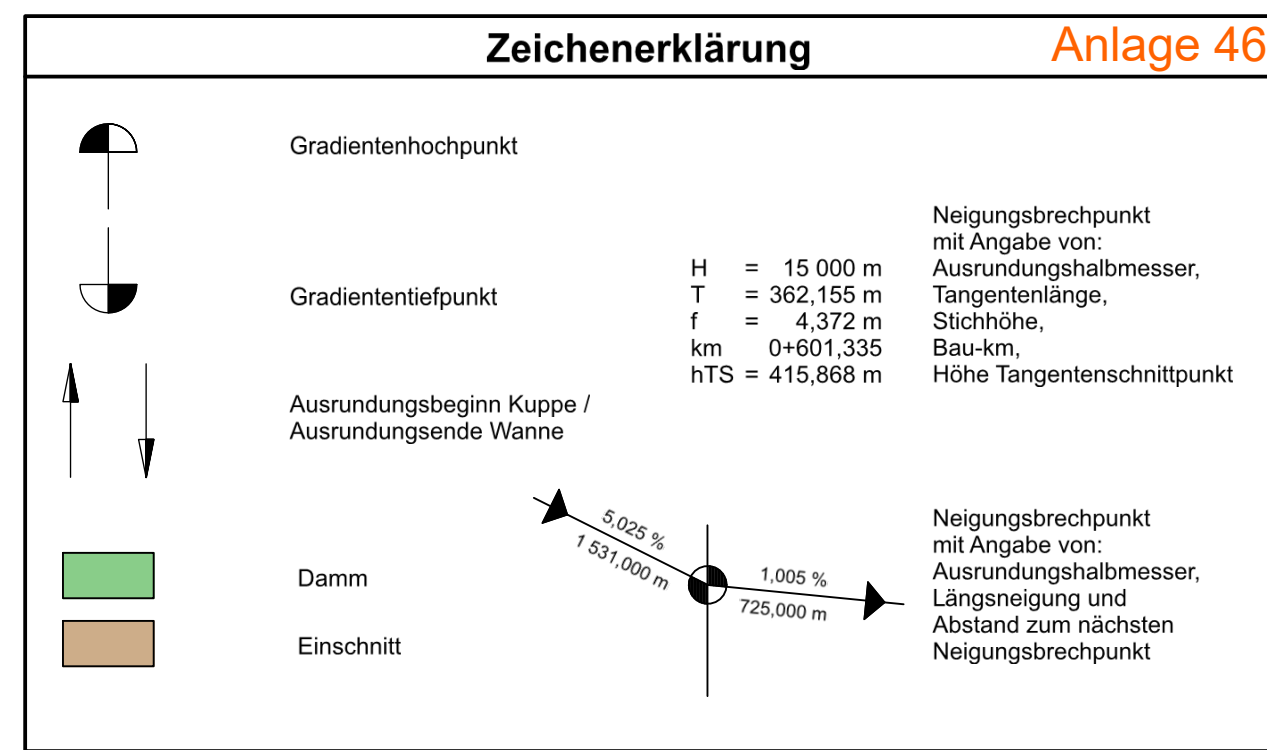 Zeichenerklärung
Anlage 46
Gradientenhochpunkt
Gradiententiefpunkt
Ausrundungsbeginn Kuppe /
Ausrundungsende Wanne
Damm
Einschnitt
H = 15 000 m
T = 362,155 m
f = 4,372 m
km 0+601,335
hTS = 415,868 m
Neigungsbrechpunkt
mit Angabe von:
Ausrundungshalbmesser,
Tangentenlänge,
Stichhöhe,
Bau-km,
Höhe Tangentenschnittpunkt
5,025 %
1 531,000 m
1,005 %
725,000 m
Neigungsbrechpunkt
mit Angabe von:
Ausrundungshalbmesser,
Längsneigung und
Abstand zum nächsten
Neigungsbrechpunkt